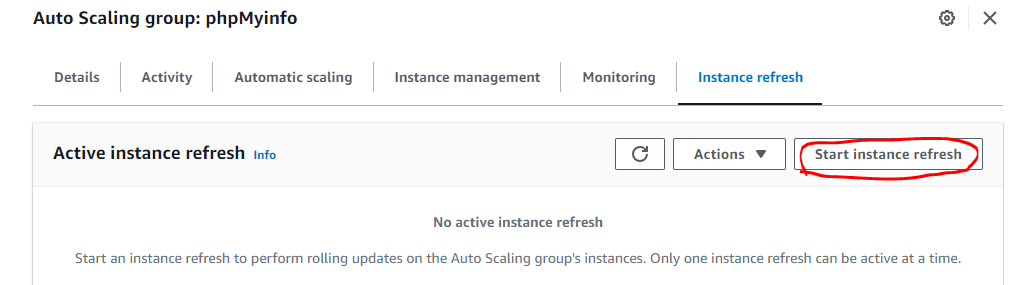 Auto Scaling group: phpMyinfo
Details Activity Automatic scaling Instance management Monitoring Instance refresh
Active instance refresh Info Actions Start instance refresh
No active instance refresh
Start an instance refresh to perform rolling updates on the Auto Scaling group's instances. Only one instance refresh can be active at a time.